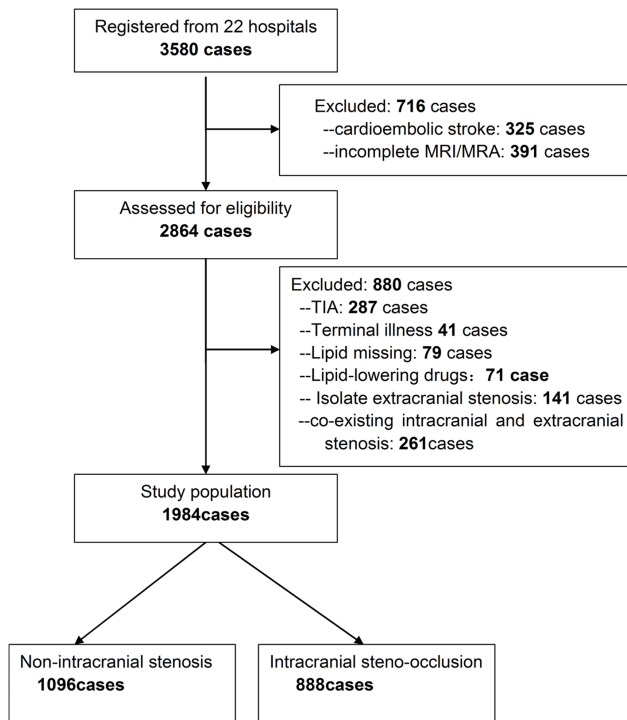 Registered from 22 hospitals
3580 cases
Excluded: 716 cases
--cardioembolic stroke: 325 cases
--incomplete MRI/MRA: 391 cases
Assessed for eligibility
2864 cases
Excluded: 880 cases
--TIA: 287 cases
--Terminal illness 41 cases
--Lipid missing: 79 cases
--Lipid-lowering drugs：71 case
-- Isolate extracranial stenosis: 141 cases
--co-existing intracranial and extracranial
stenosis: 261cases
Study population
1984cases
Non-intracranial stenosis
1096cases
Intracranial steno-occlusion
888cases